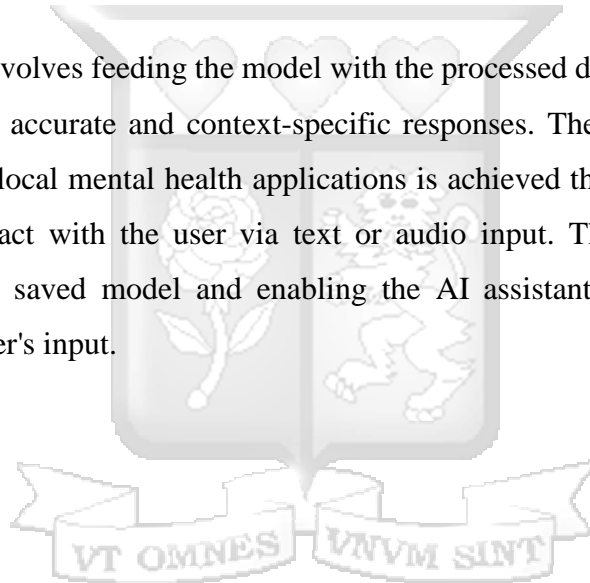 volves feeding the model with the processed d
accurate and context-specific responses. The
local mental health applications is achieved th
act with the user via text or audio input. Th
saved model and enabling the AI assistant
er's input.
VT OMNES VNVM SINT